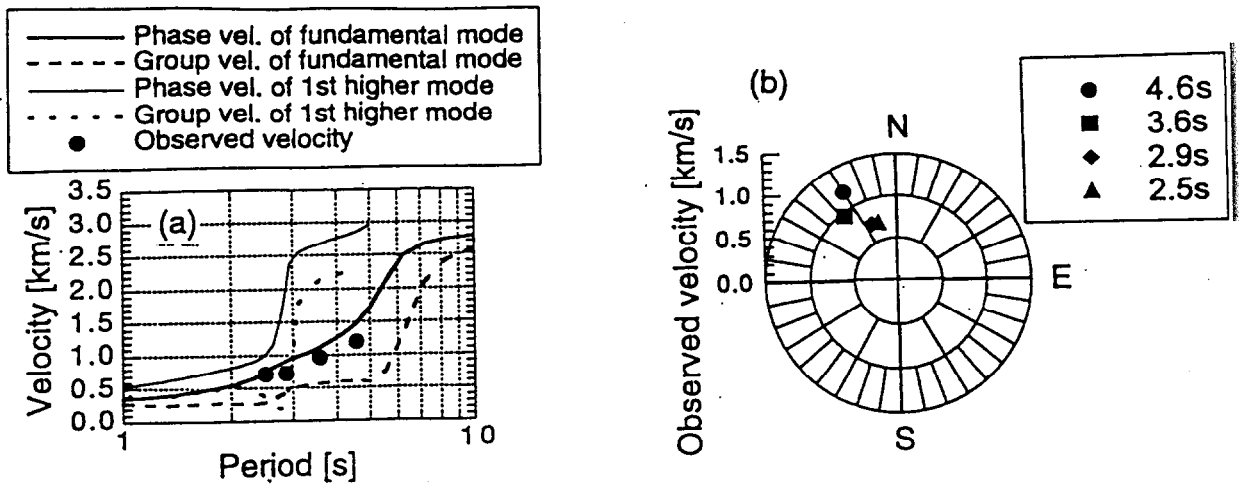 Phase vel. of fundamental mode
Group vel. of fundamental mode
Phase vel. of 1st higher mode
Group vel. of 1st higher mode
Observed velocity
(a)
Velocity [km/s]
3.5
3.0
2.5
2.0
1.5
1.0
0.5
0.0
1
10
Period [s]
(b)
Observed velocity [km/s]
1.5
1.0
0.5
0.0
N
E
S
4.6s
3.6s
2.9s
2.5s